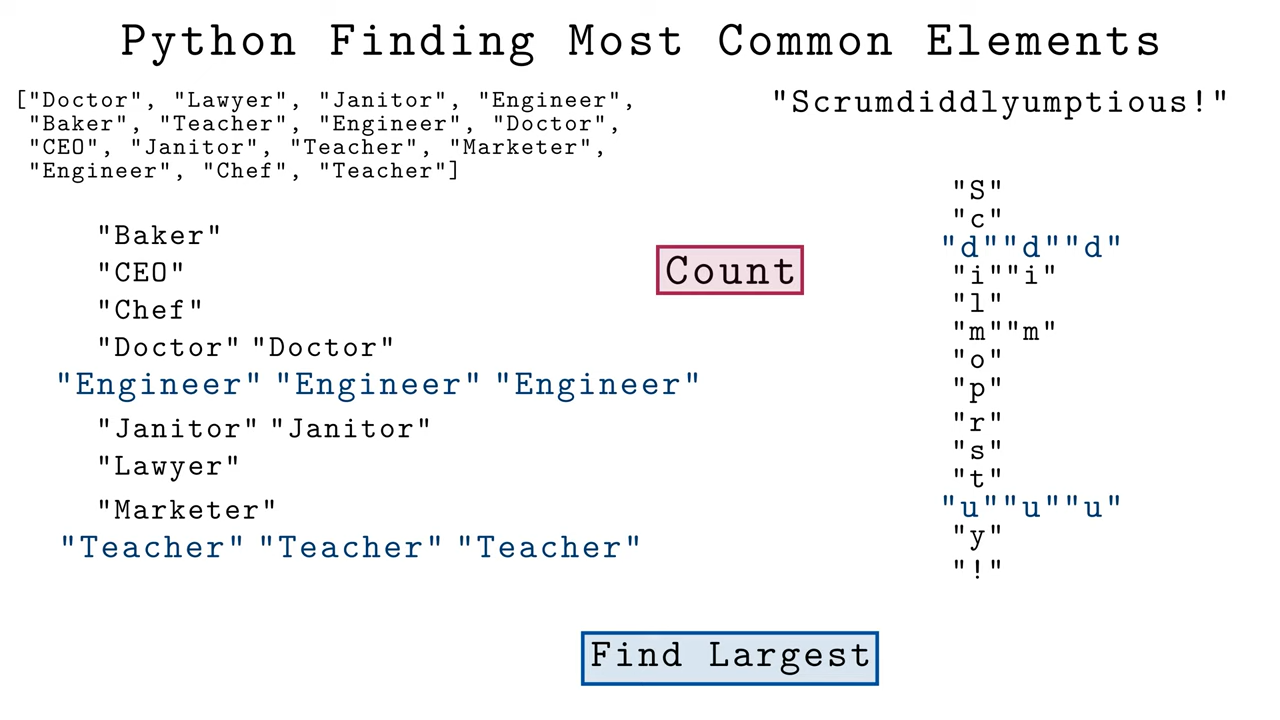 Python Finding Most Common Elements
["Doctor", "Lawyer", "Janitor", "Engineer",
"Baker", "Teacher", "Engineer", "Doctor",
"CEO", "Janitor", "Teacher", "Marketer",
"Engineer", "Chef", "Teacher"]
"Baker"
"CEO"
"Chef"
"Doctor" "Doctor"
"Engineer" "Engineer" "Engineer"
"Janitor" "Janitor"
"Lawyer"
"Marketer"
"Teacher" "Teacher" "Teacher"
Count
"Scrumdiddlyumptious!"
"S"
"c"
"d""d""d"
"i""i"
"l"
"m""m"
"o"
"p"
"r"
"s"
"t"
"u""u""u"
"y"
"!"
Find Largest